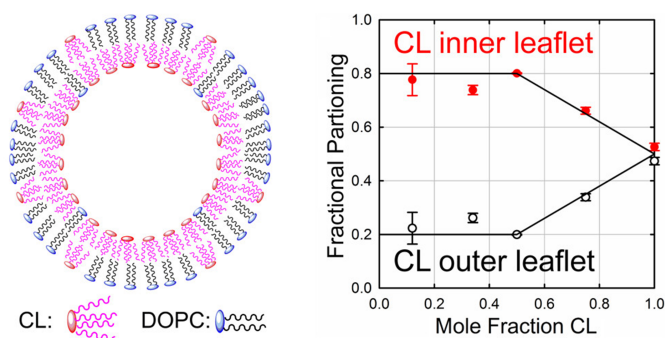 CL: DOPC:
CL inner leaflet
CL outer leaflet
Fractional Partioning
1.0
0.8
0.6
0.4
0.2
0.0
0.0 0.2 0.4 0.6 0.8 1.0
Mole Fraction CL